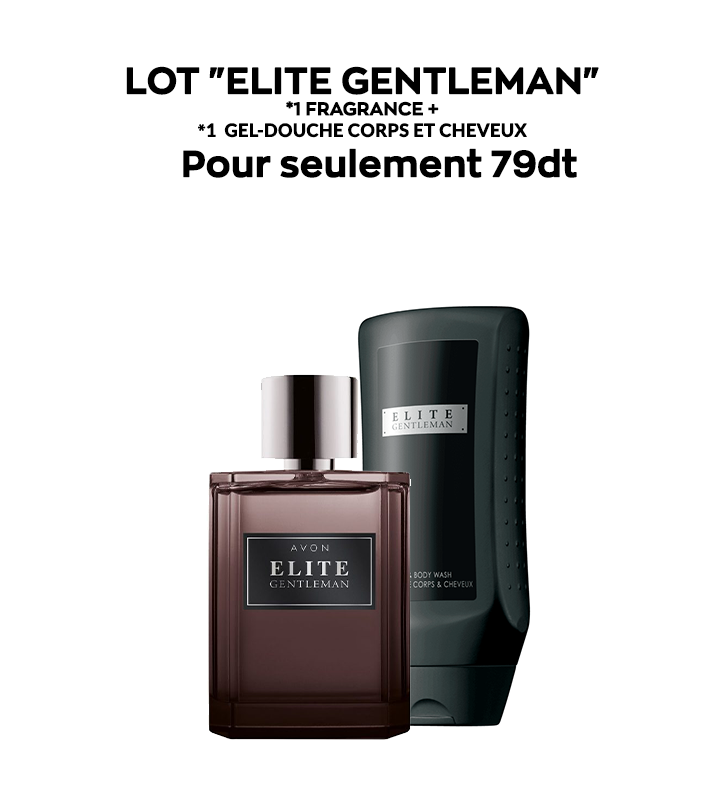 LOT "ELITE GENTLEMAN"
*1 FRAGRANCE +
*1 GEL-DOUCHE CORPS ET CHEVEUX
Pour seulement 79dt
ELITE
GENTLEMAN
AVON
ELITE
GENTLEMAN
BODY WASH
CORPS & CHEVEUX